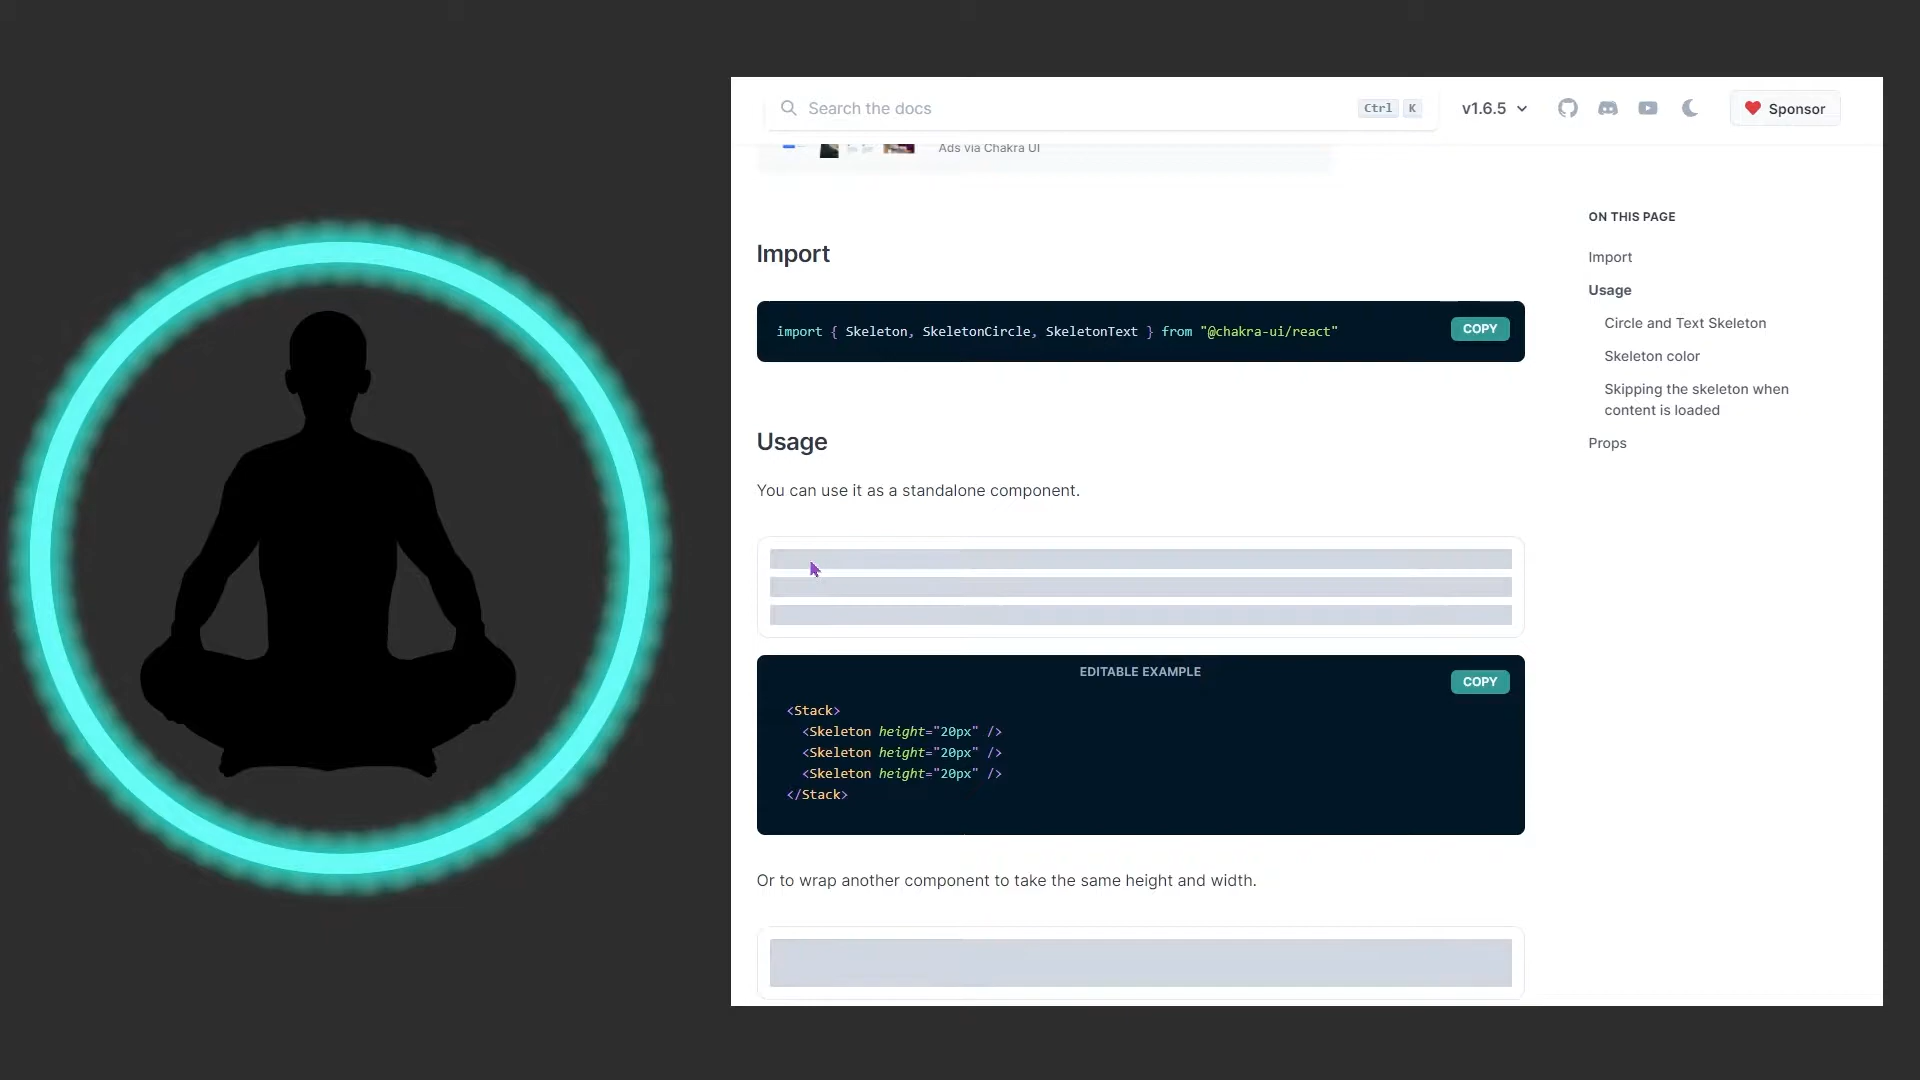 Search the docs
Ctrl K
v1.6.5
Sponsor
Ads via Chakra UI
Import
import { Skeleton, SkeletonCircle, SkeletonText } from "@chakra-ui/react"
COPY
Usage
You can use it as a standalone component.
EDITABLE EXAMPLE
COPY
<Stack>
  <Skeleton height="20px" />
  <Skeleton height="20px" />
  <Skeleton height="20px" />
</Stack>
Or to wrap another component to take the same height and width.
ON THIS PAGE
Import
Usage
Circle and Text Skeleton
Skeleton color
Skipping the skeleton when
content is loaded
Props